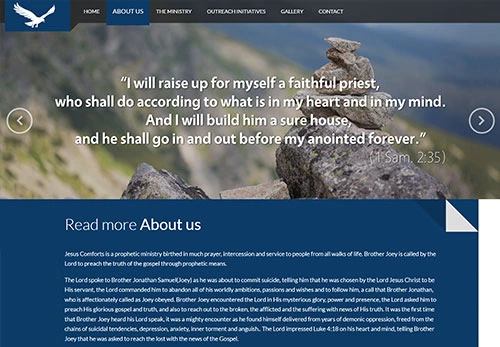 HOME ABOUT US THE MINISTRY OUTREACH INITIATIVES GALLERY CONTACT
“I will raise up for myself a faithful priest,
who shall do according to what is in my heart and in my mind.
And I will build him a sure house,
and he shall go in and out before my anointed forever.”
(1 Sam. 2:35)
Read more About us
Jesus Comforts is a prophetic ministry birthed in much prayer, intercession and service to people from all walks of life. Brother Joey is called by the
Lord to preach the truth of the gospel through prophetic means.
The Lord spoke to Brother Jonathan Samuel(Joey) as he was about to commit suicide, telling him that he was chosen by the Lord Jesus Christ to be
His servant, the Lord commanded him to abandon all of his worldly ambitions, passions and wishes and to follow him, a call that Brother Jonathan,
who is affectionately called as Joey obeyed. Brother Joey encountered the Lord in His mysterious glory, power and presence, the Lord asked him to
preach His glorious gospel and truth, and also to reach out to the broken, the afflicted and the suffering with news of His truth. It was the first time
that Brother Joey heard his Lord speak, it was a mighty encounter as he found himself delivered from years of demonic oppression, freed from the
chains of suicidal tendencies, depression, anxiety, inner torment and anguish.. The Lord impressed Luke 4:18 on his heart and mind, telling Brother
Joey that he was asked to reach the lost with the news of the Gospel.